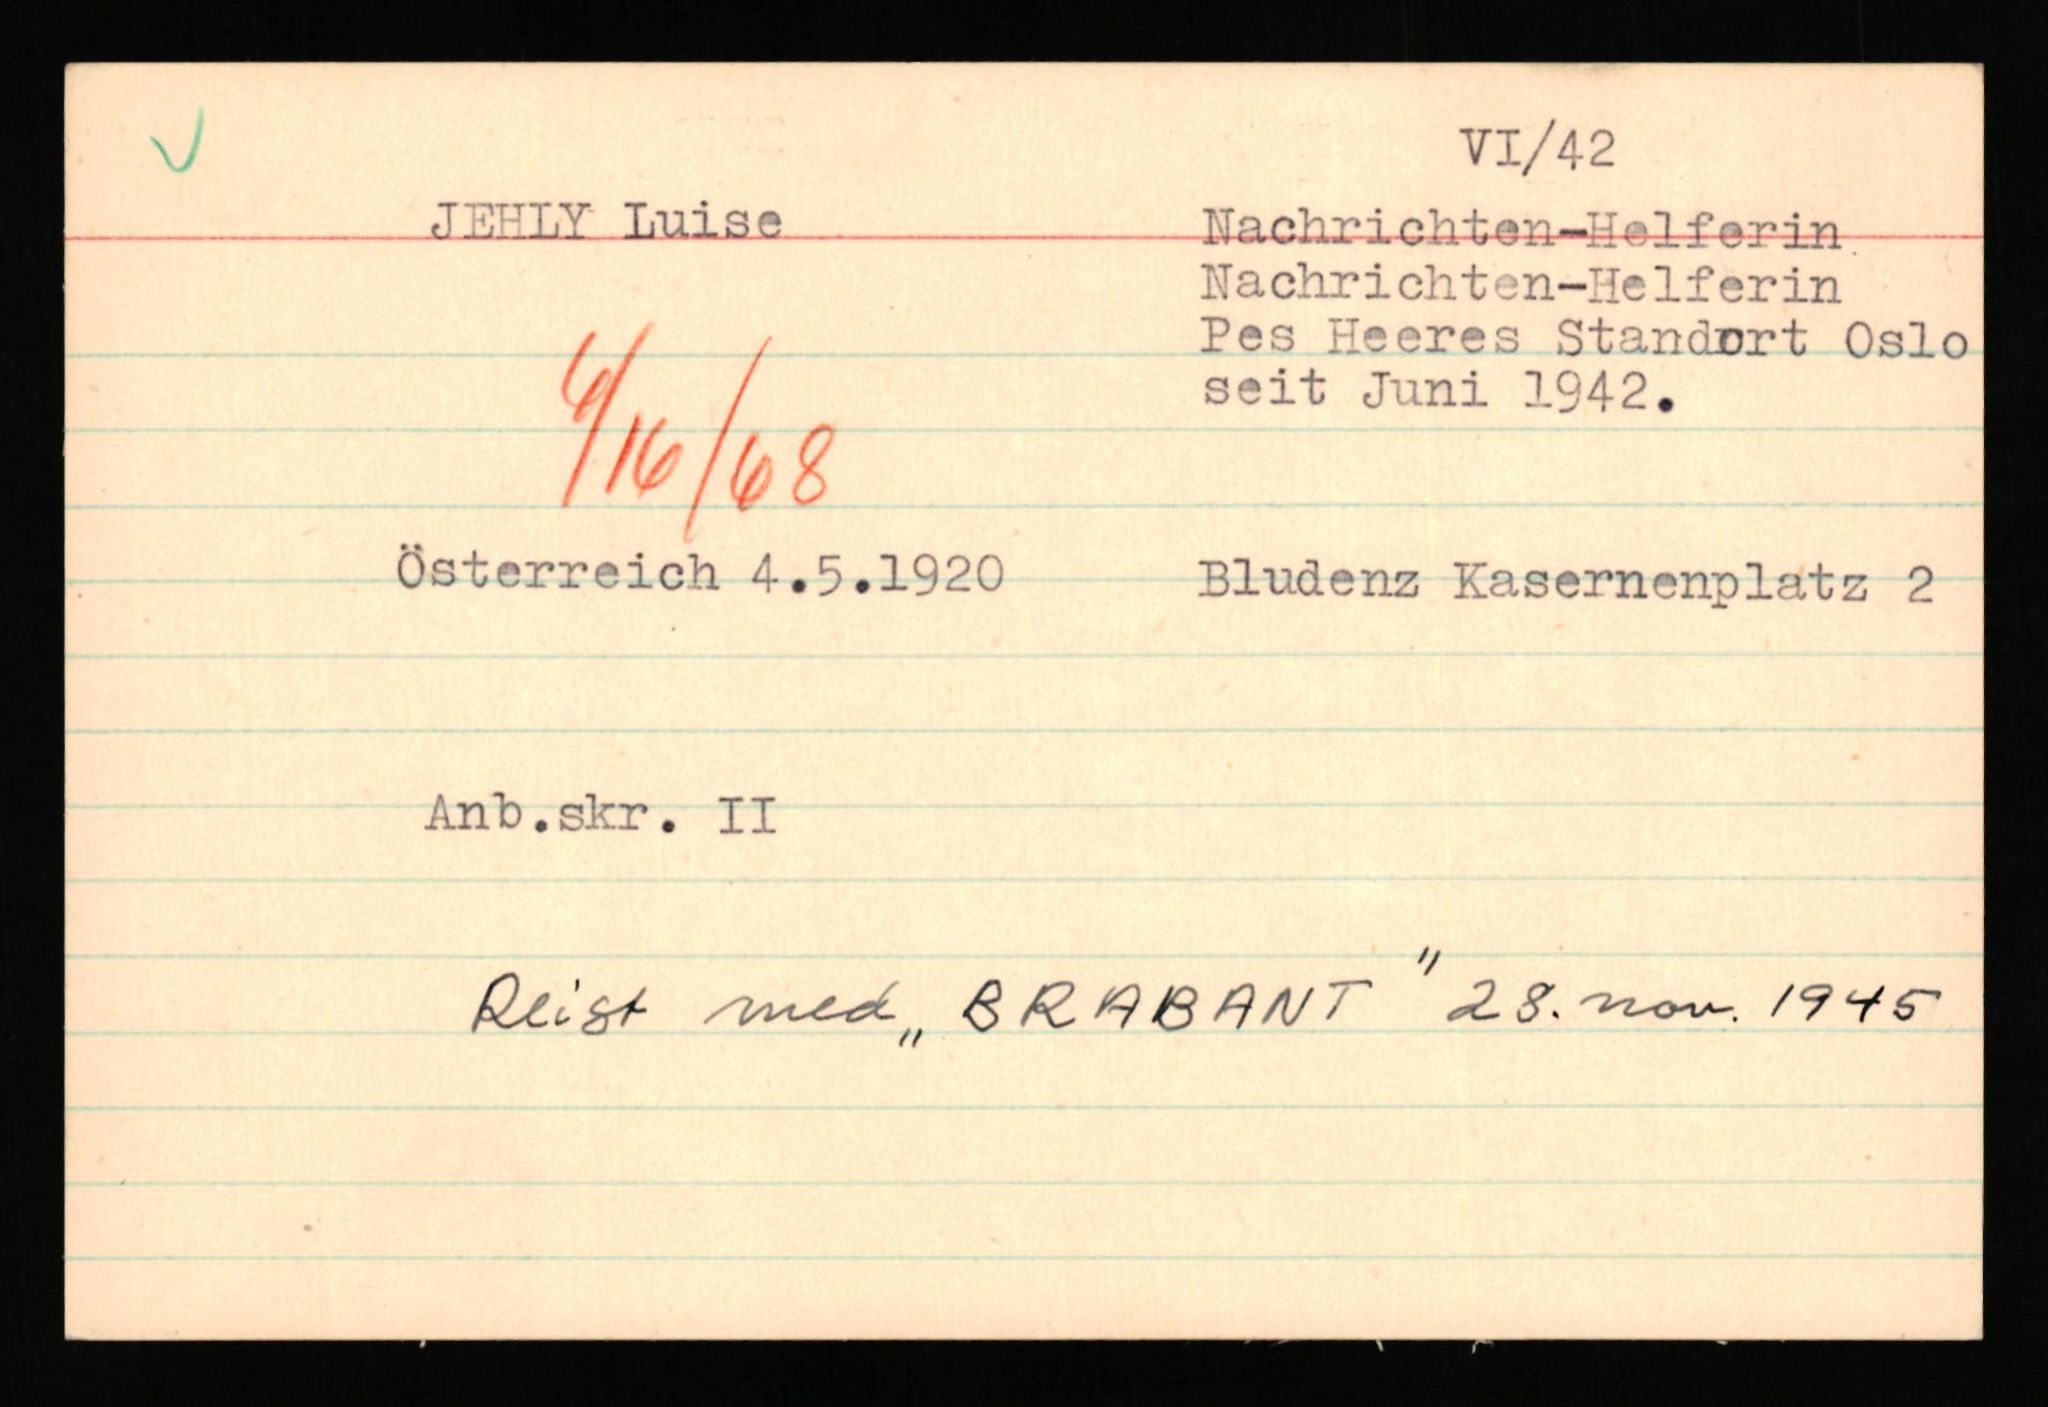 VI/42
JEHLY Luise
Nachrichten-Helferin
Nachrichten-Helferin
Pes Heeres Standort Oslo
seit Juni 1942.
6/16/68
Österreich 4.5.1920
Bludenz Kasernenplatz 2
Anb.skr. II
Reist med „BRABANT" 28. nov. 1945